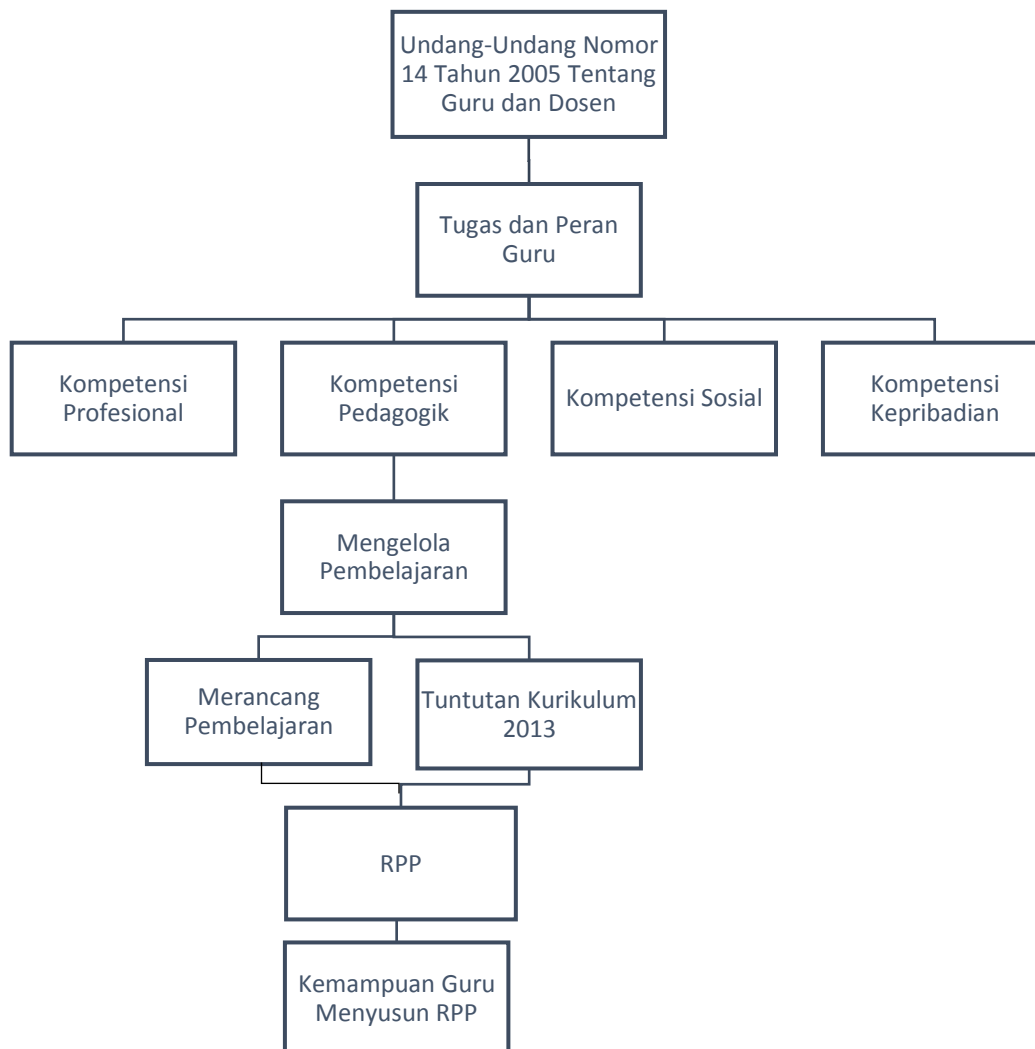 Undang-Undang Nomor
14 Tahun 2005 Tentang
Guru dan Dosen
Tugas dan Peran
Guru
Kompetensi
Profesional
Kompetensi
Pedagogik
Kompetensi Sosial
Kompetensi
Kepribadian
Mengelola
Pembelajaran
Merancang
Pembelajaran
Tuntutan Kurikulum
2013
RPP
Kemampuan Guru
Menyusun RPP